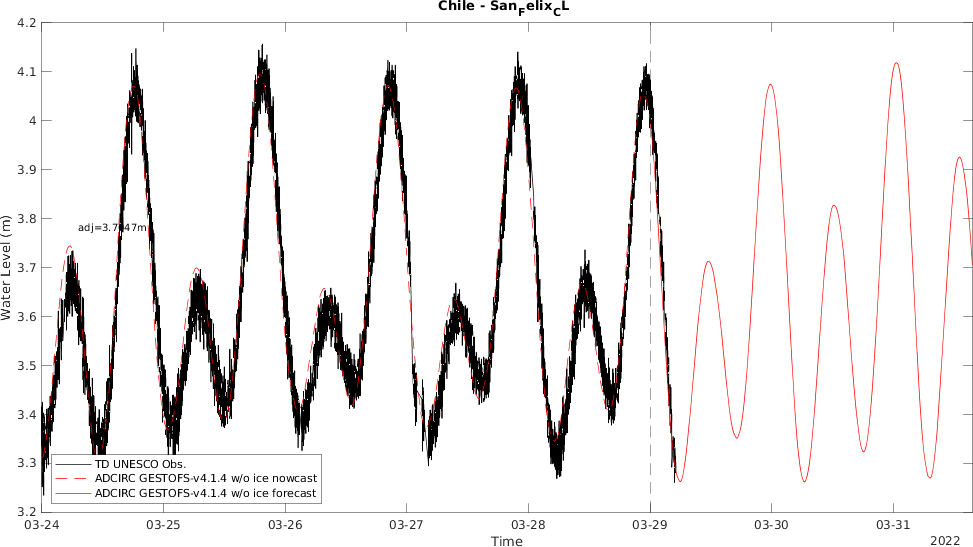 Chile - SanFelixCL
4.2
4.1
4
3.9
3.8
3.7
3.6
3.5
3.4
3.3
3.2
Water Level (m)
adj=3.7047m
TD UNESCO Obs.
ADCIRC GESTOFS-v4.1.4 w/o ice nowcast
ADCIRC GESTOFS-v4.1.4 w/o ice forecast
03-24 03-25 03-26 03-27 03-28 03-29 03-30 03-31
Time
2022